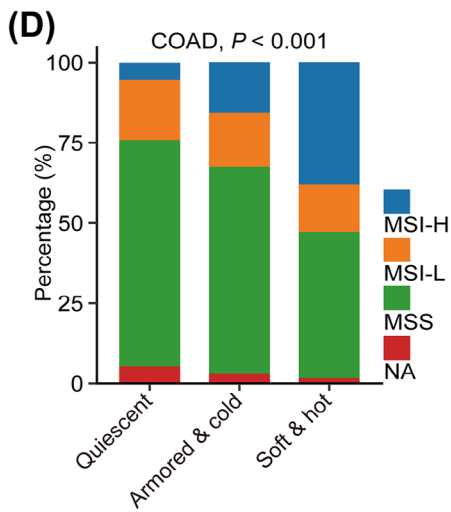 (D)
COAD, P < 0.001
Percentage (%)
100
75
50
25
0
MSI-H
MSI-L
MSS
NA
Quiescent
Armored & cold
Soft & hot